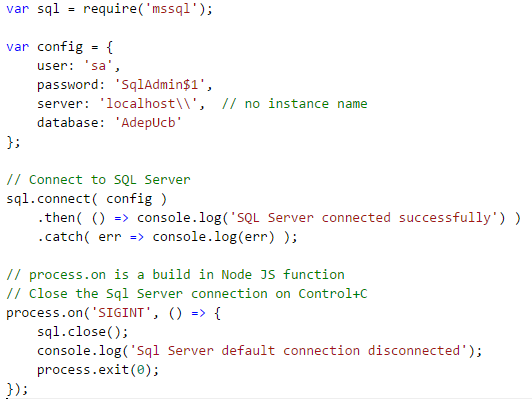 var sql = require('mssql');
var config = {
    user: 'sa',
    password: 'SqlAdmin$1',
    server: 'localhost\\',  // no instance name
    database: 'AdepUcb'
};
// Connect to SQL Server
sql.connect( config )
    .then( () => console.log('SQL Server connected successfully') )
    .catch( err => console.log(err) );
// process.on is a build in Node JS function
// Close the Sql Server connection on Control+C
process.on('SIGINT', () => {
    sql.close();
    console.log('Sql Server default connection disconnected');
    process.exit(0);
});